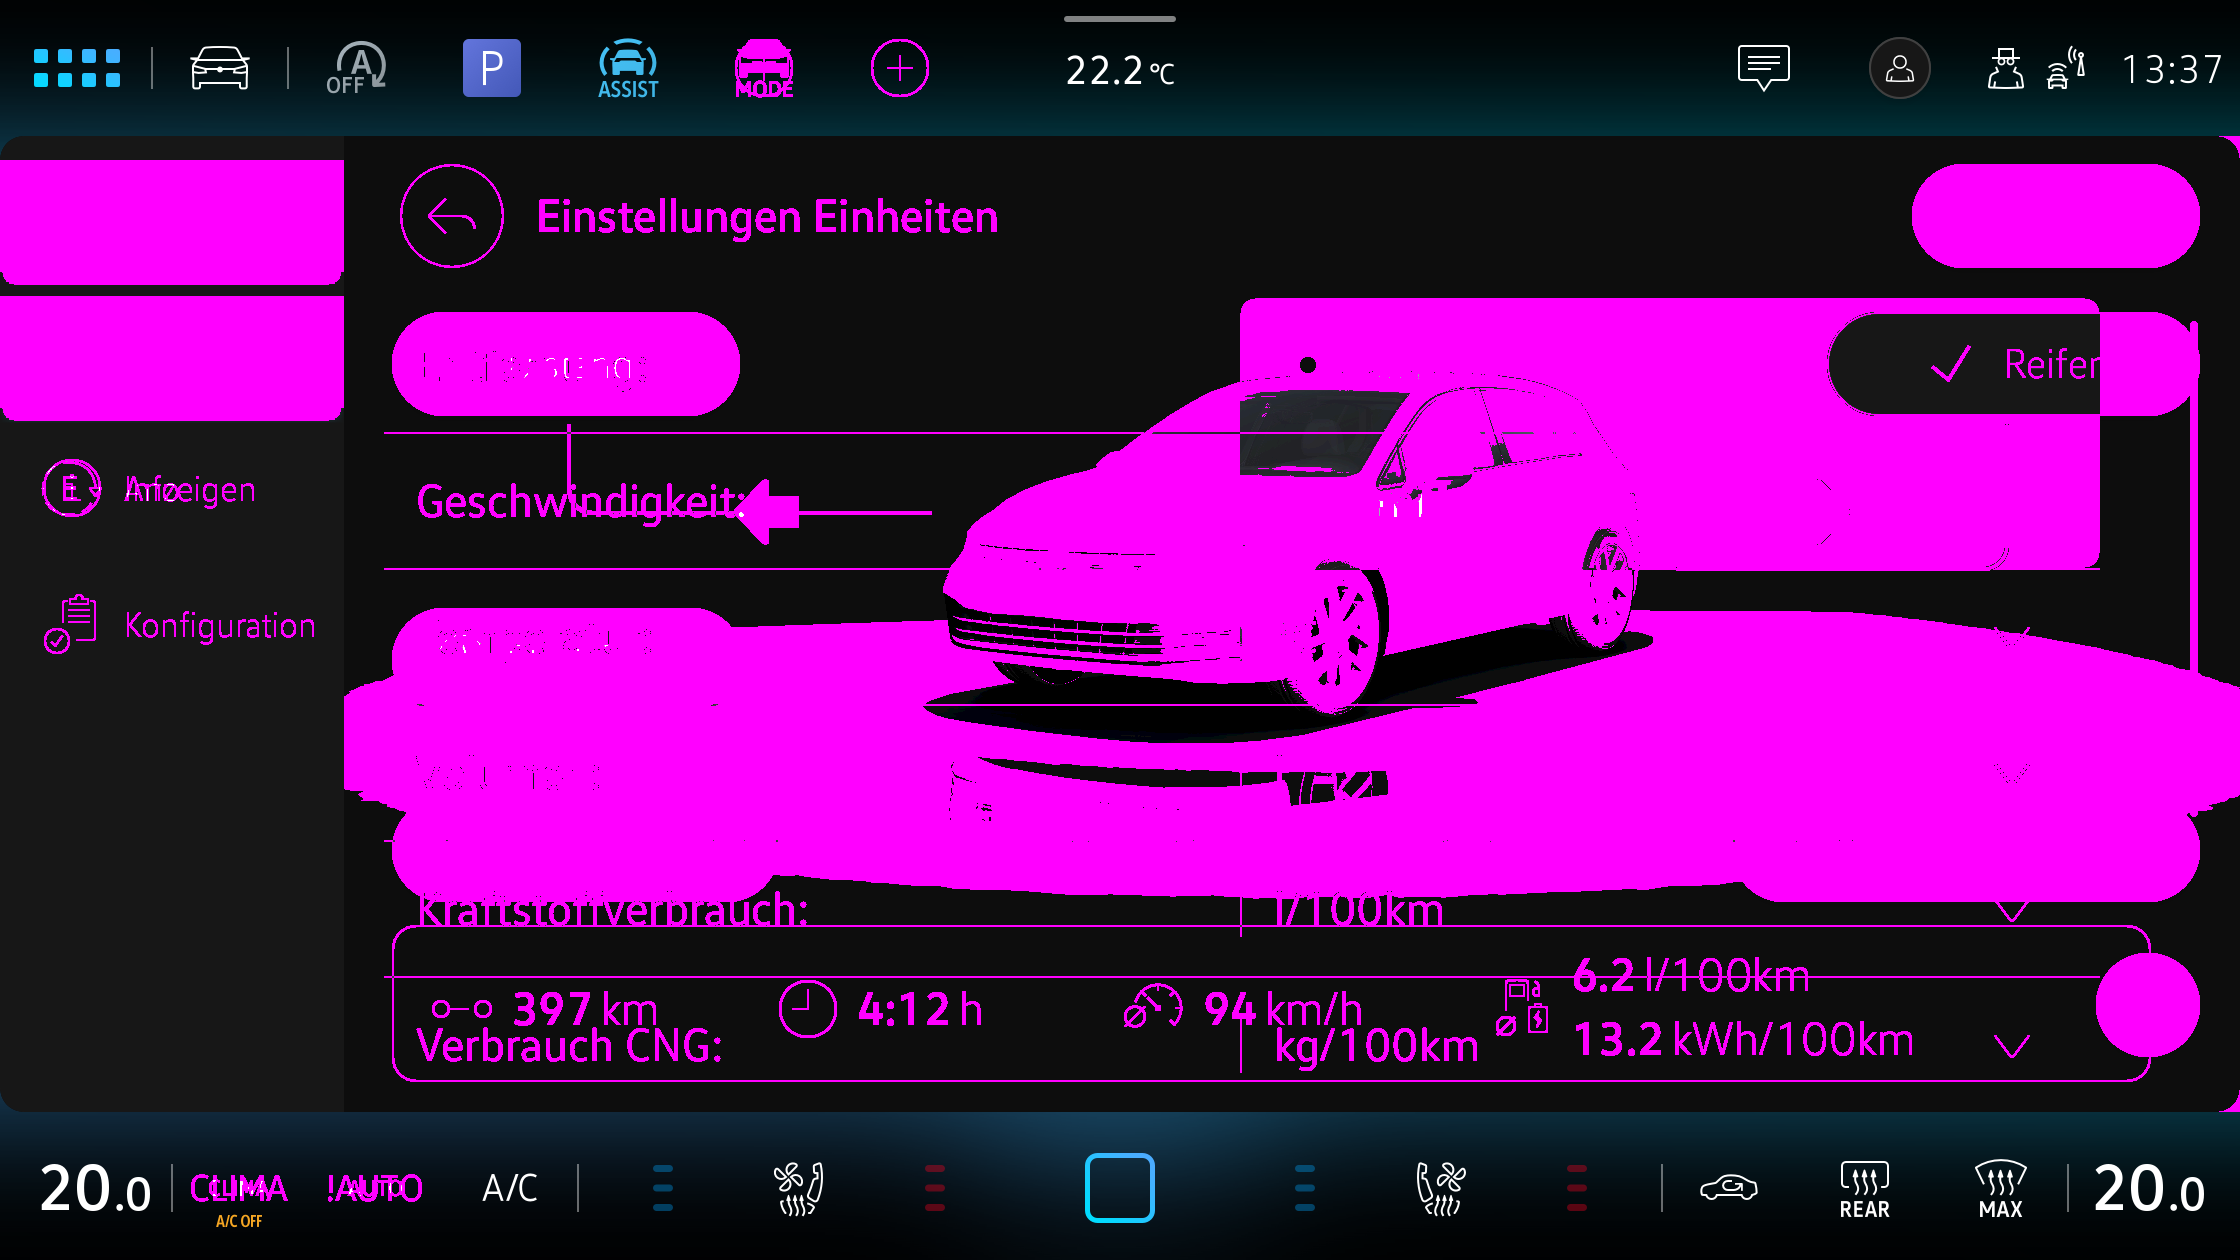 OFF A
P
ASSIST
MODE
22.2 °C
13:37
Einstellungen Einheiten
Reifen
Geschwindigkeit:
Anzeigen
Info
Konfiguration
Kraftstoffverbrauch:
l/100km
397 km
4:12 h
94 km/h
6.2 l/100km
13.2 kWh/100km
Verbrauch CNG:
kg/100km
20.0
CLIMA
A/C OFF
!AUTO
A/C
REAR
MAX
20.0